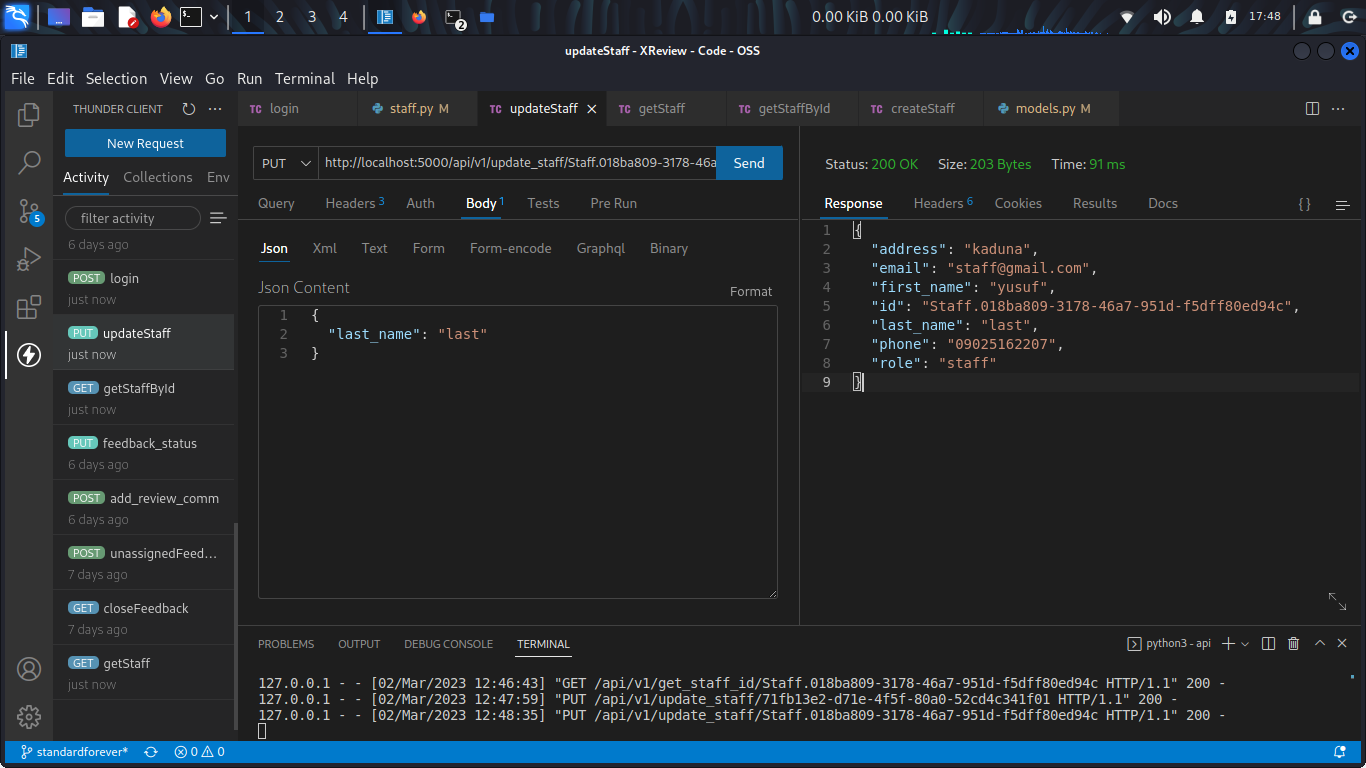 1 2 3 4 2 0.00 KiB 0.00 KiB 17:48
updateStaff - XReview - Code - OSS
File Edit Selection View Go Run Terminal Help
THUNDER CLIENT ···
TC login staff.py M TC updateStaff × TC getStaff TC getStaffById TC createStaff models.py M ···
New Request
Activity Collections Env
filter activity
6 days ago
POST login
just now
PUT updateStaff
just now
GET getStaffById
just now
PUT feedback_status
6 days ago
POST add_review_comm
6 days ago
POST unassignedFeed...
7 days ago
GET closeFeedback
7 days ago
GET getStaff
just now
5
PUT http://localhost:5000/api/v1/update_staff/Staff.018ba809-3178-46a Send
Query Headers 3 Auth Body 1 Tests Pre Run
Json Xml Text Form Form-encode Graphql Binary
Json Content Format
1 {
2 "last_name": "last"
3 }
Status: 200 OK Size: 203 Bytes Time: 91 ms
Response Headers 6 Cookies Results Docs { }
1 {
2 "address": "kaduna",
3 "email": "staff@gmail.com",
4 "first_name": "yusuf",
5 "id": "Staff.018ba809-3178-46a7-951d-f5dff80ed94c",
6 "last_name": "last",
7 "phone": "09025162207",
8 "role": "staff"
9 }
PROBLEMS OUTPUT DEBUG CONSOLE TERMINAL python3 - api
127.0.0.1 - - [02/Mar/2023 12:46:43] "GET /api/v1/get_staff_id/Staff.018ba809-3178-46a7-951d-f5dff80ed94c HTTP/1.1" 200 -
127.0.0.1 - - [02/Mar/2023 12:47:59] "PUT /api/v1/update_staff/71fb13e2-d71e-4f5f-80a0-52cd4c341f01 HTTP/1.1" 200 -
127.0.0.1 - - [02/Mar/2023 12:48:35] "PUT /api/v1/update_staff/Staff.018ba809-3178-46a7-951d-f5dff80ed94c HTTP/1.1" 200 -
standardforever* 0 0